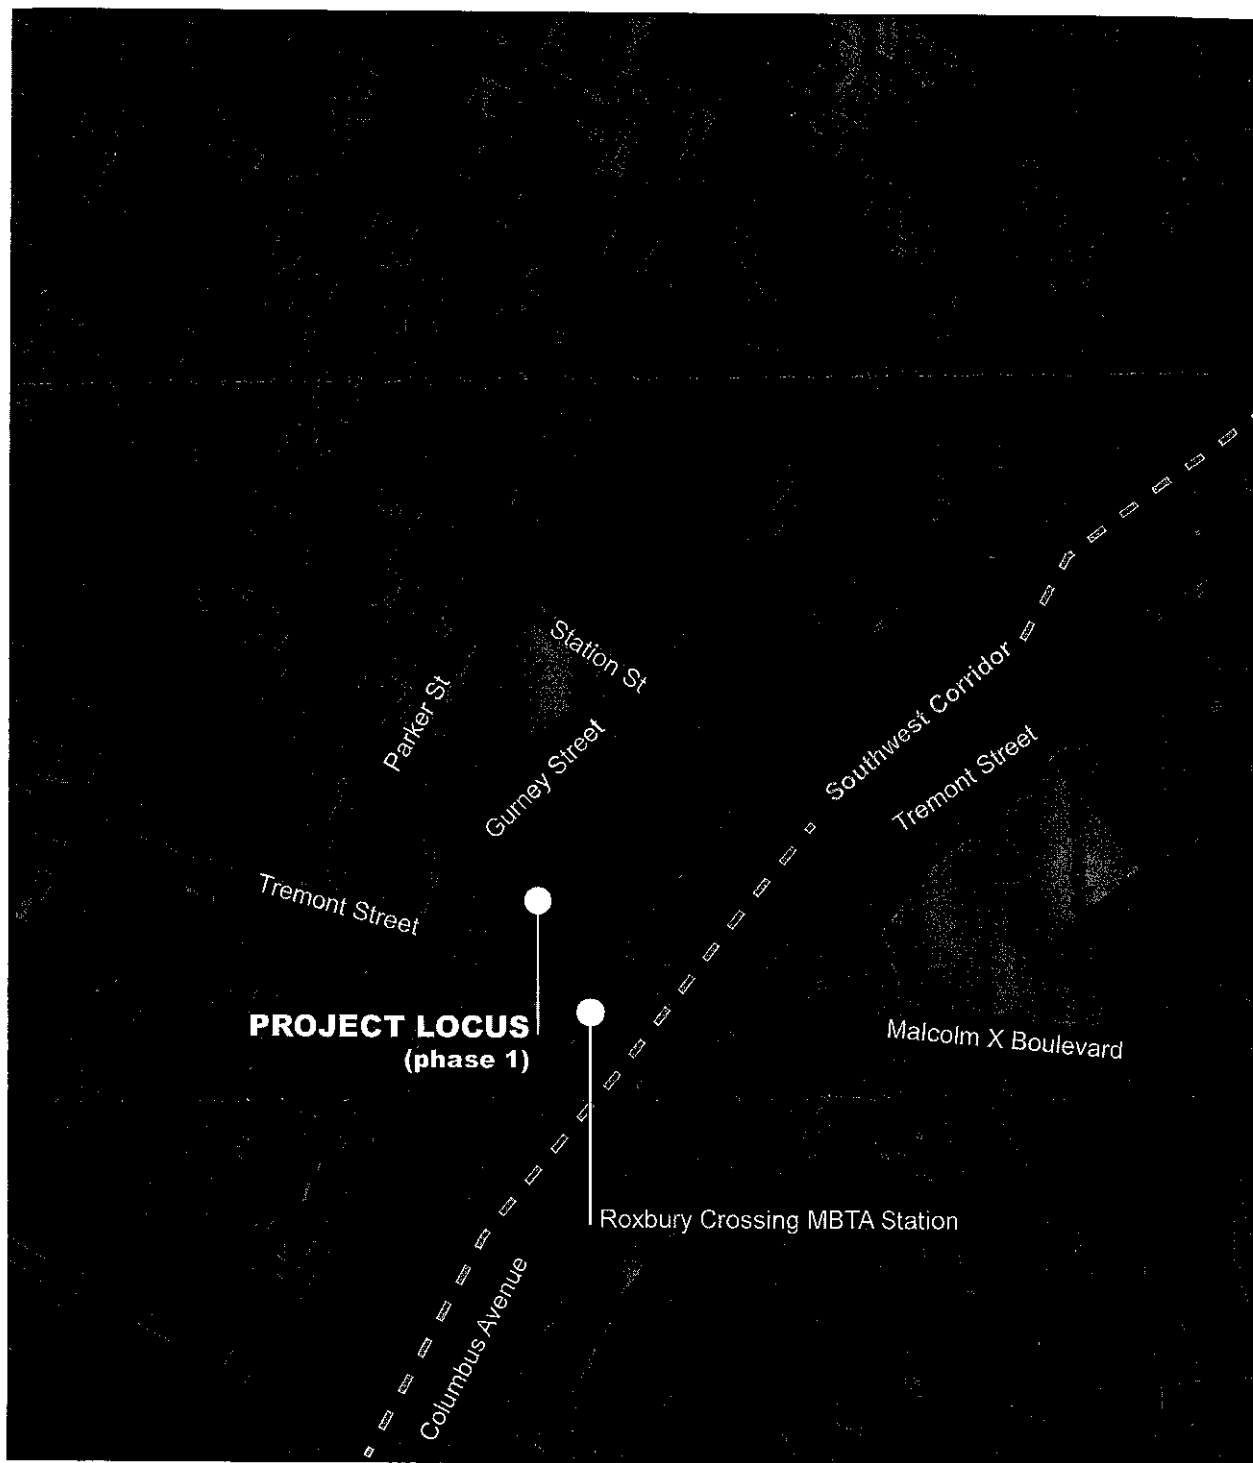 Station St
Parker St
Gurney Street
Southwest Corridor
Tremont Street
Tremont Street
PROJECT LOCUS
(phase 1)
Malcolm X Boulevard
Roxbury Crossing MBTA Station
Columbus Avenue